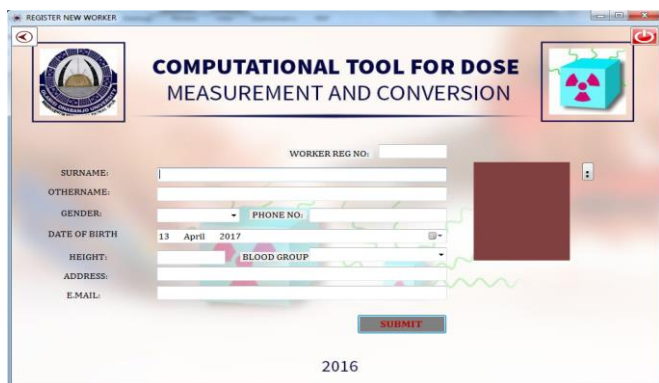 REGISTER NEW WORKER
COMPUTATIONAL TOOL FOR DOSE
MEASUREMENT AND CONVERSION
WORKER REG NO:
SURNAME:
OTHERNAME:
GENDER: PHONE NO:
DATE OF BIRTH 13 April 2017
HEIGHT: BLOOD GROUP
ADDRESS:
E.MAIL:
SUBMIT
2016